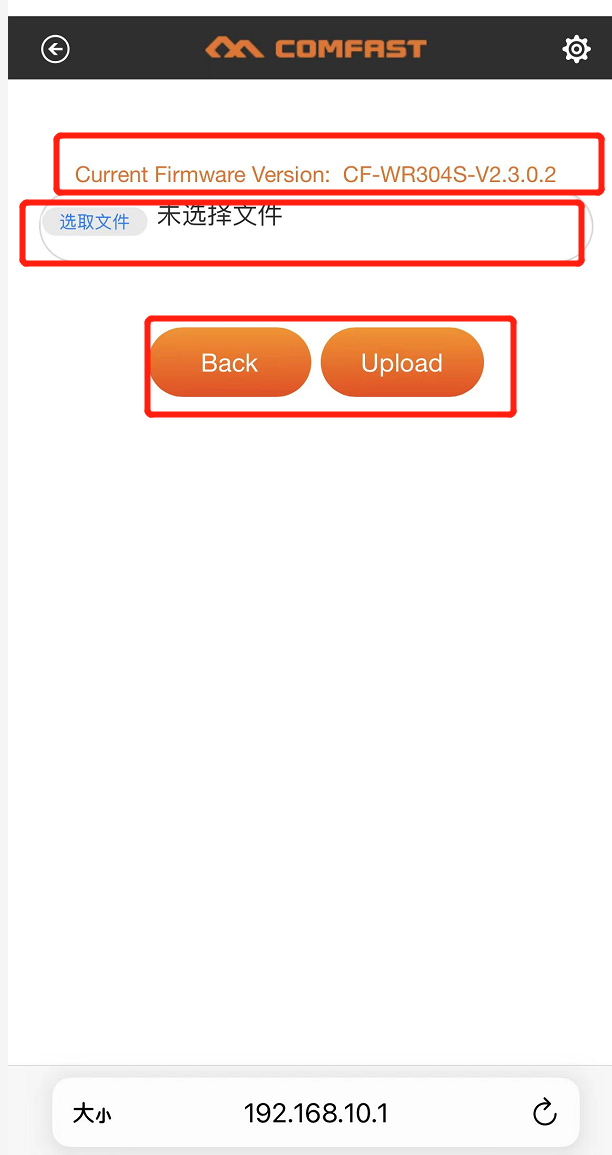 COMFAST
Current Firmware Version: CF-WR304S-V2.3.0.2
选取文件 未选择文件
Back Upload
大小 192.168.10.1